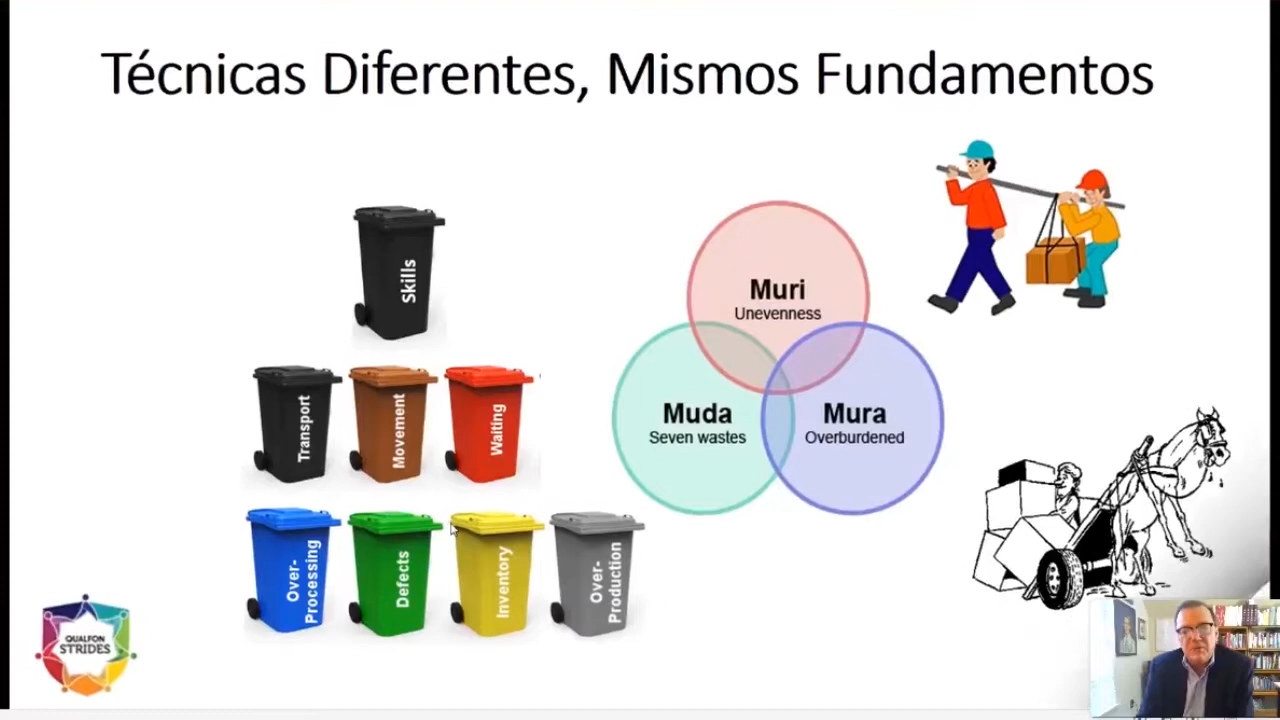 Técnicas Diferentes, Mismos Fundamentos
Skills
Transport
Movement
Waiting
Over-
Processing
Defects
Inventory
Over-
Production
Muri
Unevenness
Muda
Seven wastes
Mura
Overburdened
QUALFON
STRIDES